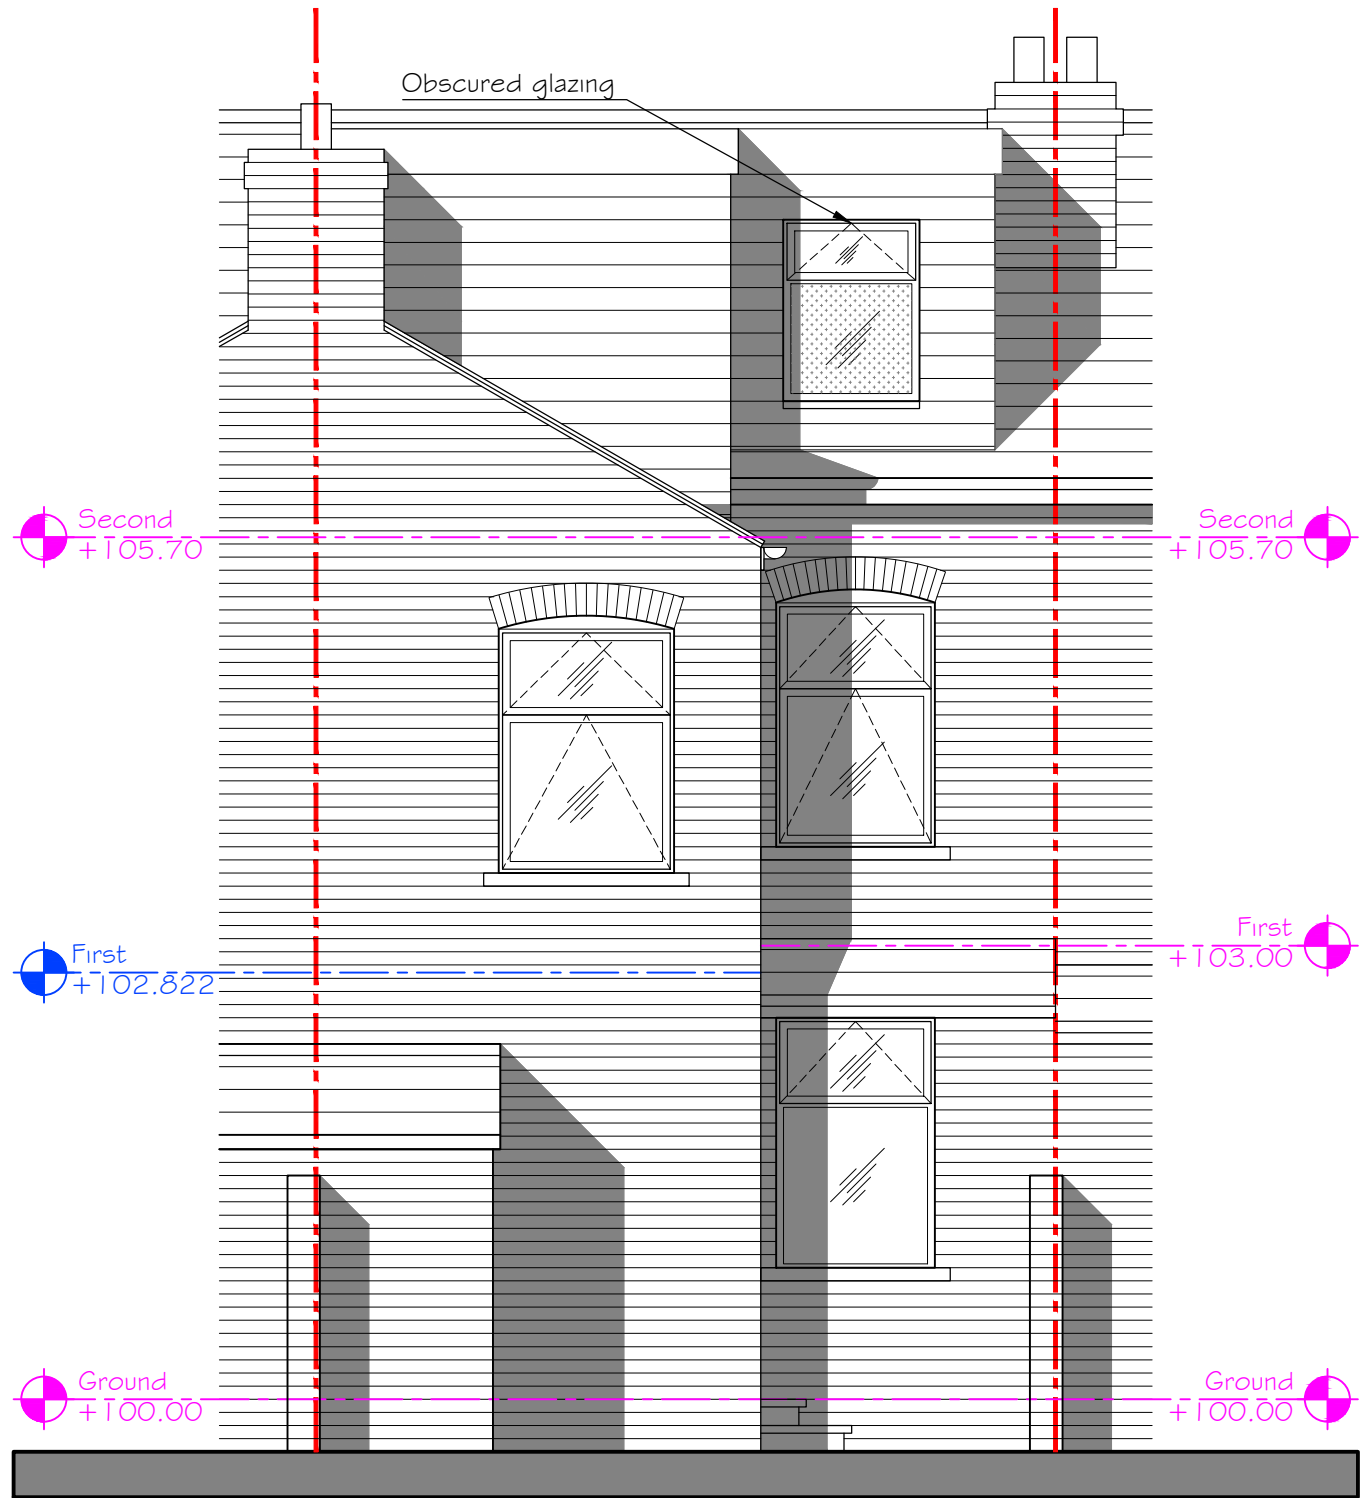 Obscured glazing
Second
+105.70
Second
+105.70
First
+102.822
First
+103.00
Ground
+100.00
Ground
+100.00